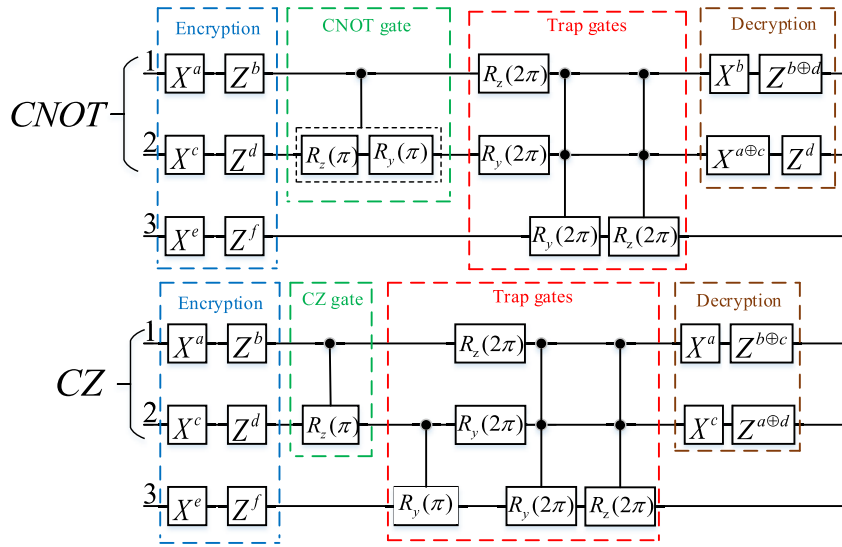 Encryption CNOT gate Trap gates Decryption
1 X^a Z^b R_z(2π) X^b Z^{b⊕d}
CNOT
2 X^c Z^d R_z(π) R_y(π) R_y(2π) X^{a⊕c} Z^d
3 X^e Z^f R_y(2π) R_z(2π)
Encryption CZ gate Trap gates Decryption
1 X^a Z^b R_z(2π) X^a Z^{b⊕c}
CZ
2 X^c Z^d R_z(π) R_y(2π) X^c Z^{a⊕d}
3 X^e Z^f R_y(π) R_y(2π) R_z(2π)